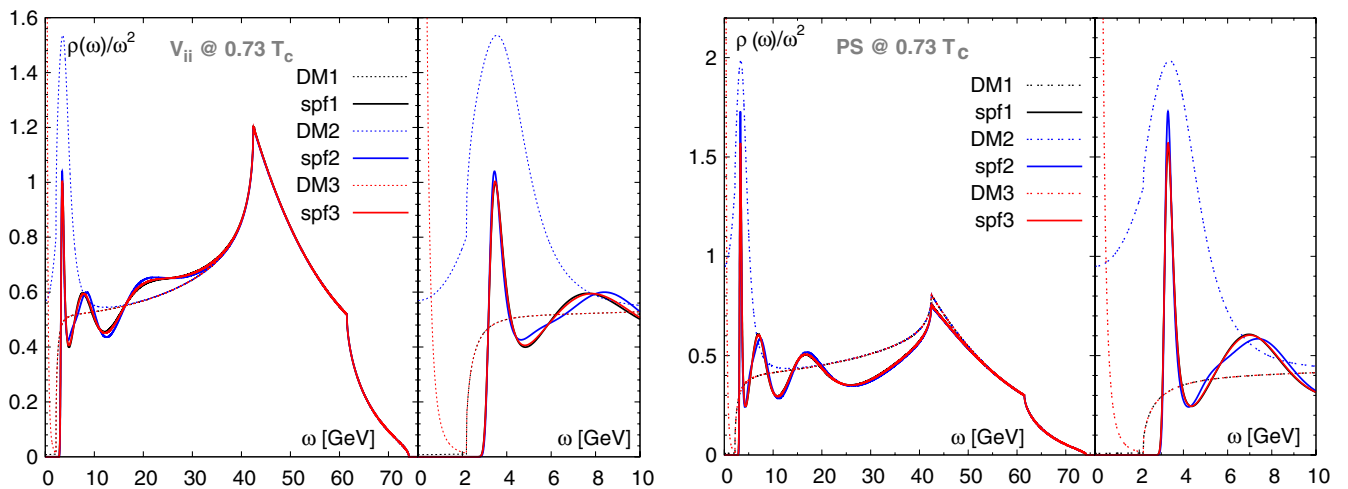 ρ(ω)/ω²
V_ii @ 0.73 T_c
DM1
spf1
DM2
spf2
DM3
spf3
ω [GeV]
ω [GeV]
1.6
1.4
1.2
1
0.8
0.6
0.4
0.2
0
0 10 20 30 40 50 60 70
0 2 4 6 8 10
ρ(ω)/ω²
PS @ 0.73 T_c
DM1
spf1
DM2
spf2
DM3
spf3
ω [GeV]
ω [GeV]
2
1.5
1
0.5
0
0 10 20 30 40 50 60 70
0 2 4 6 8 10